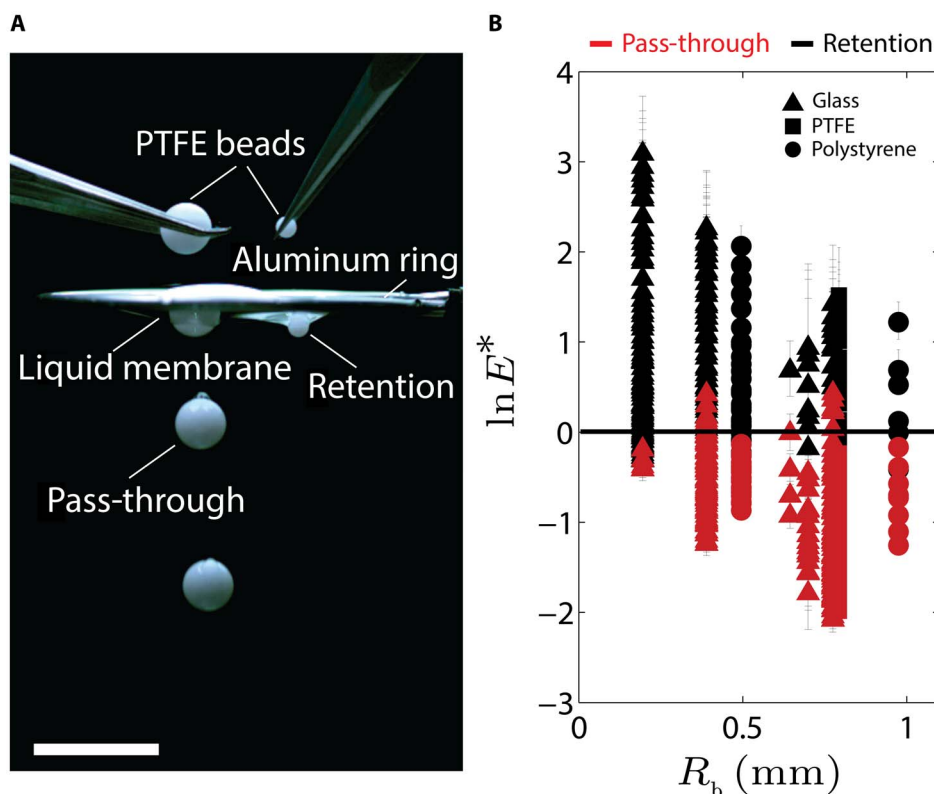 A
PTFE beads
Aluminum ring
Liquid membrane
Retention
Pass-through
B
Pass-through Retention
Glass
PTFE
Polystyrene
4
3
2
1
0
−1
−2
−3
ln E*
0 0.5 1
R_b (mm)